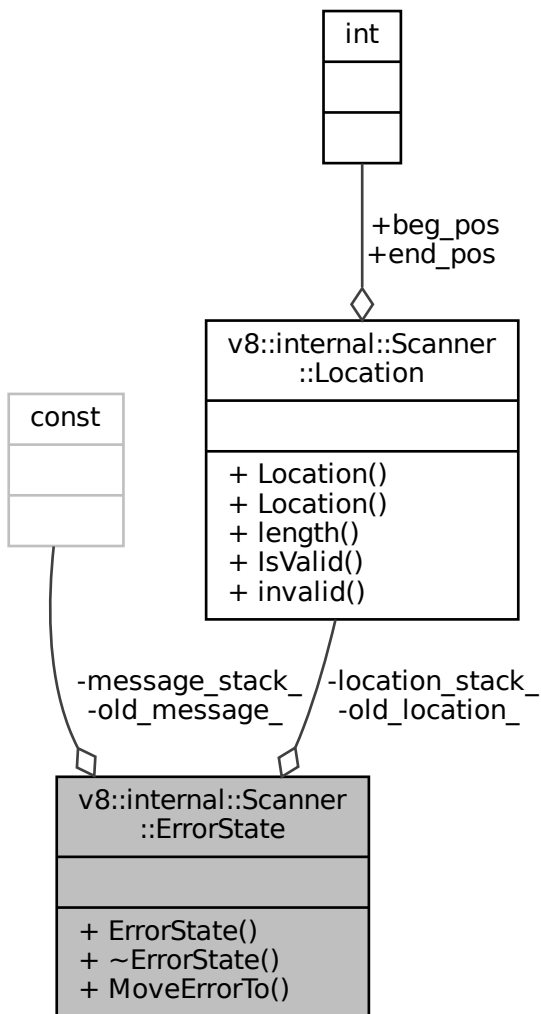 int
+beg_pos
+end_pos
v8::internal::Scanner
::Location
+ Location()
+ Location()
+ length()
+ IsValid()
+ invalid()
const
-message_stack_
-old_message_
-location_stack_
-old_location_
v8::internal::Scanner
::ErrorState
+ ErrorState()
+ ~ErrorState()
+ MoveErrorTo()